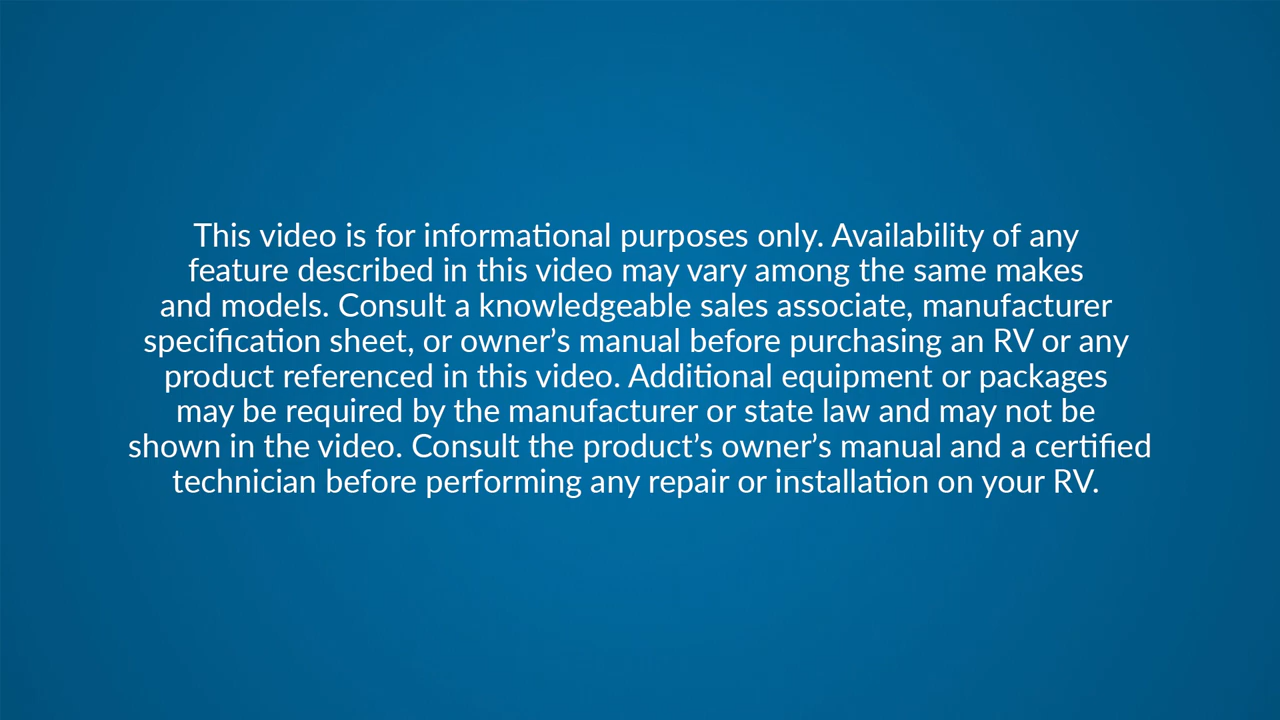 This video is for informational purposes only. Availability of any
feature described in this video may vary among the same makes
and models. Consult a knowledgeable sales associate, manufacturer
specification sheet, or owner’s manual before purchasing an RV or any
product referenced in this video. Additional equipment or packages
may be required by the manufacturer or state law and may not be
shown in the video. Consult the product’s owner’s manual and a certified
technician before performing any repair or installation on your RV.